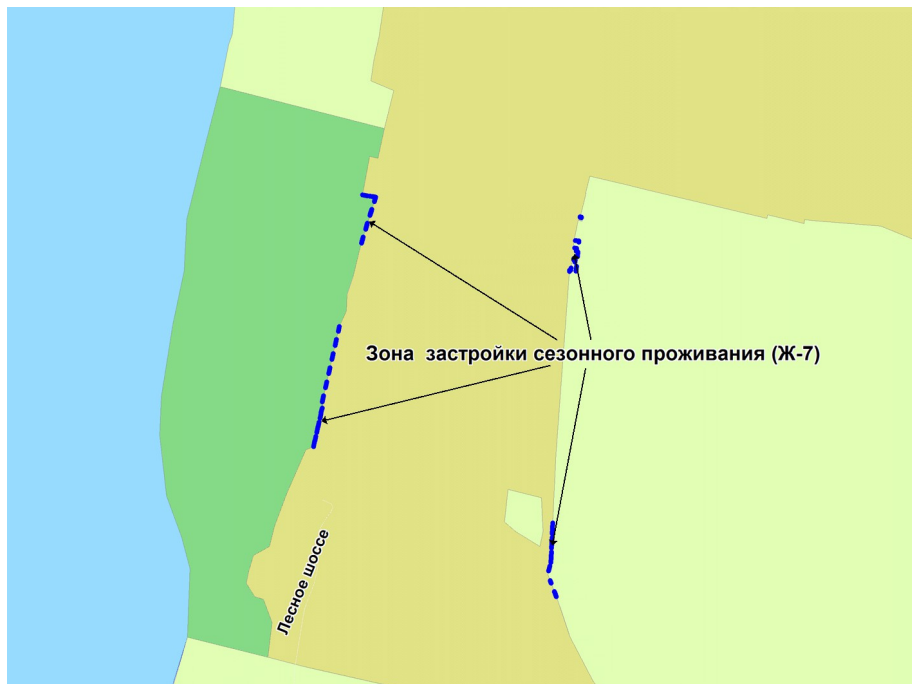 Зона застройки сезонного проживания (Ж-7)
Лесное шоссе